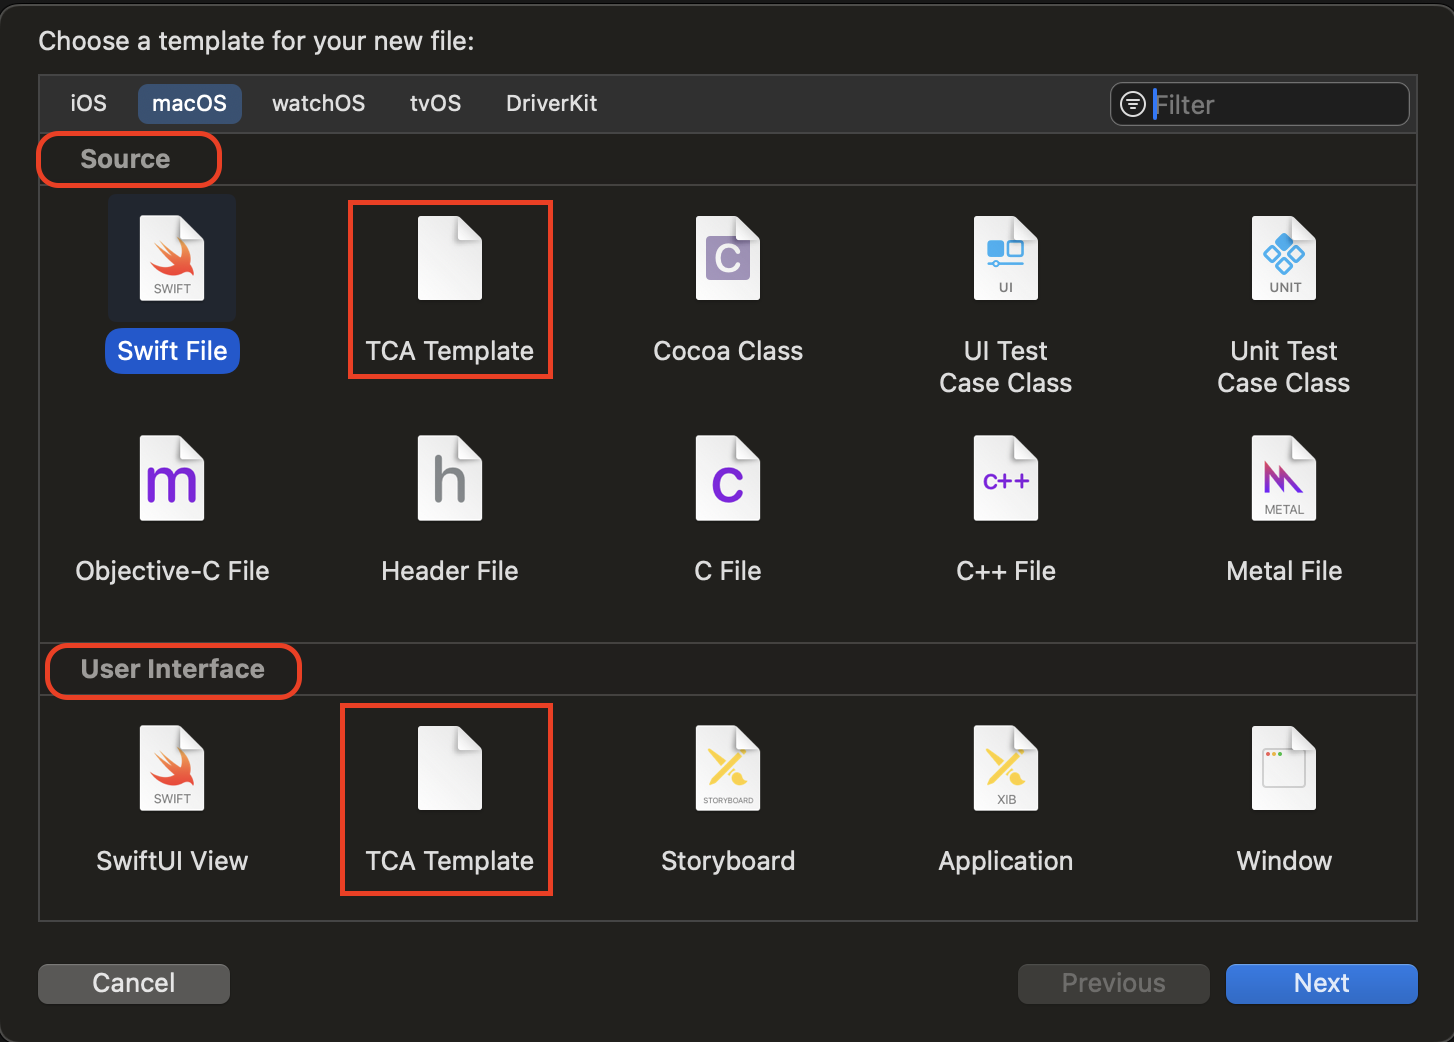 Choose a template for your new file:
iOS macOS watchOS tvOS DriverKit Filter
Source
SWIFT
C
UI
UNIT
Swift File
TCA Template
Cocoa Class
UI Test
Case Class
Unit Test
Case Class
m
h
c
C++
METAL
Objective-C File
Header File
C File
C++ File
Metal File
User Interface
SWIFT
STORYBOARD
XIB
SwiftUI View
TCA Template
Storyboard
Application
Window
Cancel
Previous
Next